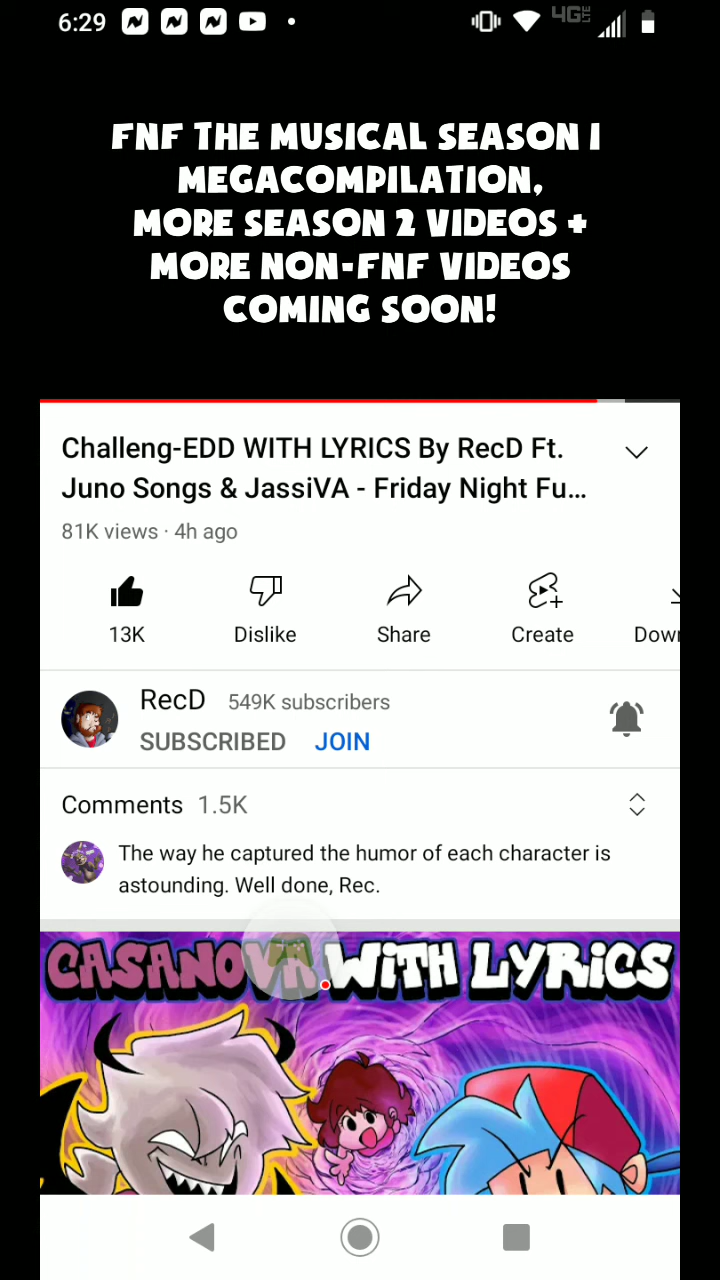 6:29
4G LTE
FNF THE MUSICAL SEASON 1
MEGACOMPILATION,
MORE SEASON 2 VIDEOS +
MORE NON-FNF VIDEOS
COMING SOON!
Challeng-EDD WITH LYRICS By RecD Ft.
Juno Songs & JassiVA - Friday Night Fu...
81K views · 4h ago
13K
Dislike
Share
Create
Down
RecD 549K subscribers
SUBSCRIBED JOIN
Comments 1.5K
The way he captured the humor of each character is
astounding. Well done, Rec.
CASANOVA WITH LYRICS